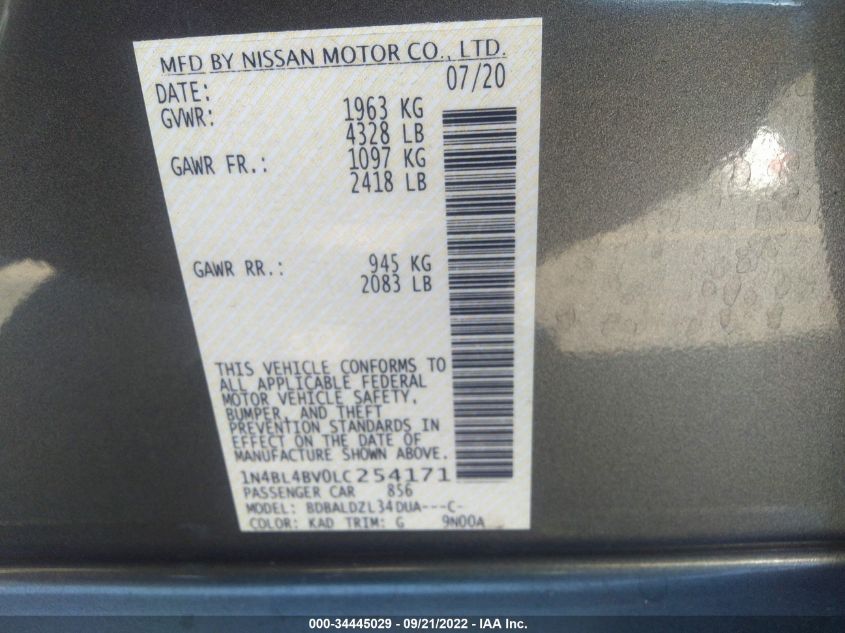 MFD BY NISSAN MOTOR CO., LTD.
DATE: 07/20
GVWR: 1963 KG
4328 LB
GAWR FR.: 1097 KG
2418 LB
GAWR RR.: 945 KG
2083 LB
THIS VEHICLE CONFORMS TO
ALL APPLICABLE FEDERAL
MOTOR VEHICLE SAFETY,
BUMPER, AND THEFT
PREVENTION STANDARDS IN
EFFECT ON THE DATE OF
MANUFACTURE SHOWN ABOVE.
1N4BL4BV0LC254171
PASSENGER CAR 856
MODEL: BDBALDZL34DUA---C-
COLOR: KAD TRIM: G 9N00A
000-34445029 - 09/21/2022 - IAA Inc.